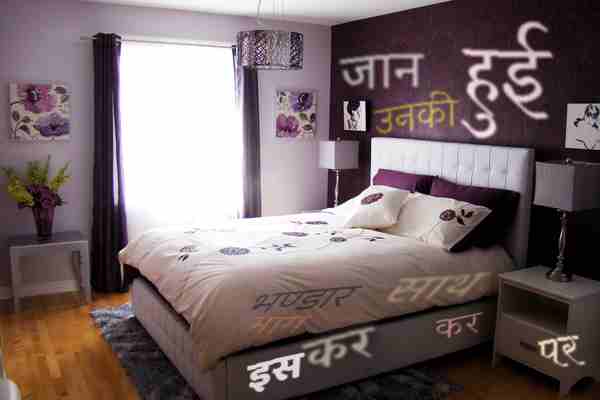 जान हुई
उनकी
भण्डार साथ
भाग
इस कर कर पर